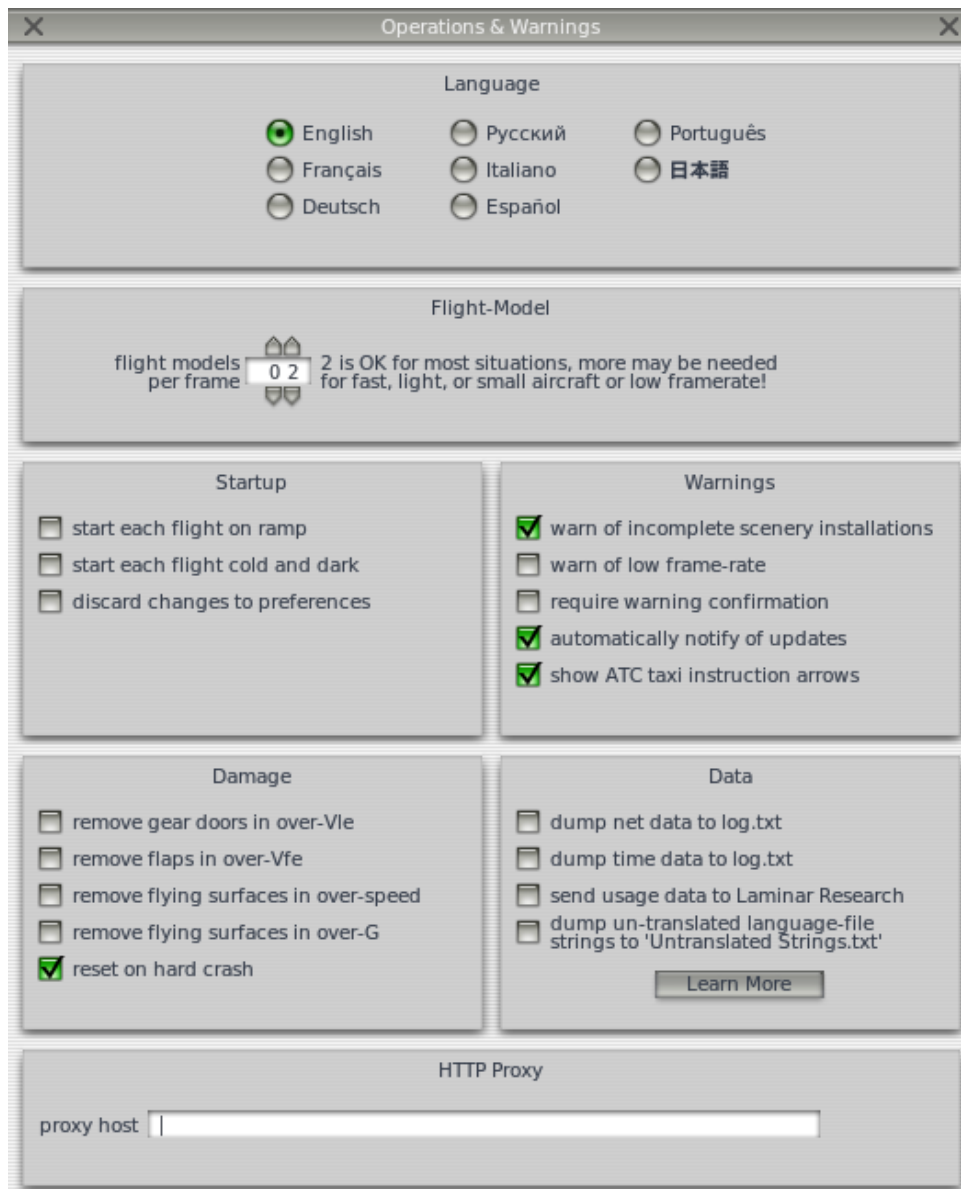 Operations & Warnings
Language
English
Русский
Português
Français
Italiano
日本語
Deutsch
Español
Flight-Model
flight models
per frame
0 2
2 is OK for most situations, more may be needed
for fast, light, or small aircraft or low framerate!
Startup
start each flight on ramp
start each flight cold and dark
discard changes to preferences
Warnings
warn of incomplete scenery installations
warn of low frame-rate
require warning confirmation
automatically notify of updates
show ATC taxi instruction arrows
Damage
remove gear doors in over-Vle
remove flaps in over-Vfe
remove flying surfaces in over-speed
remove flying surfaces in over-G
reset on hard crash
Data
dump net data to log.txt
dump time data to log.txt
send usage data to Laminar Research
dump un-translated language-file
strings to 'Untranslated Strings.txt'
Learn More
HTTP Proxy
proxy host